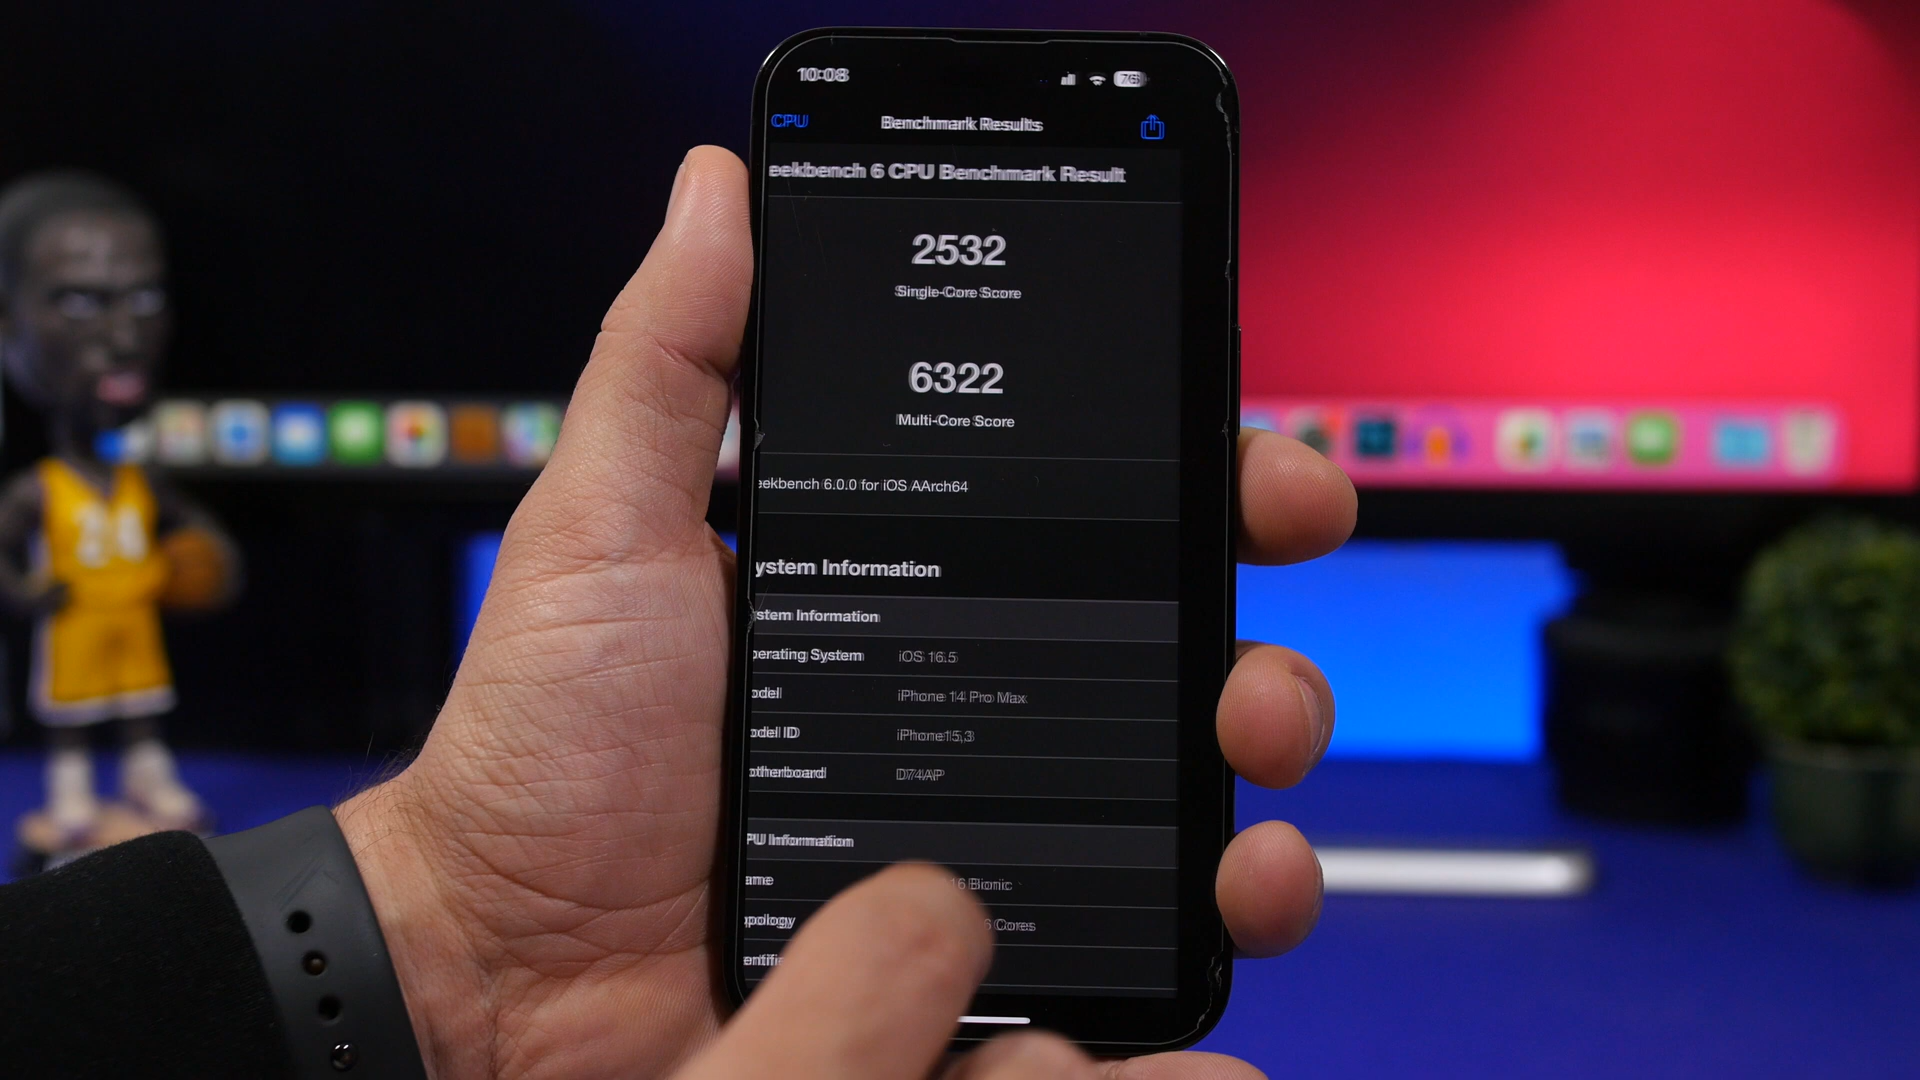 10:08
76
CPU
Benchmark Results
eekbench 6 CPU Benchmark Result
2532
Single-Core Score
6322
Multi-Core Score
eekbench 6.0.0 for iOS AArch64
ystem Information
stem Information
perating System iOS 16.5
odel iPhone 14 Pro Max
odel ID iPhone15,3
otherboard D74AP
PU Information
ame 16 Bionic
pology 6 Cores
entifie
24